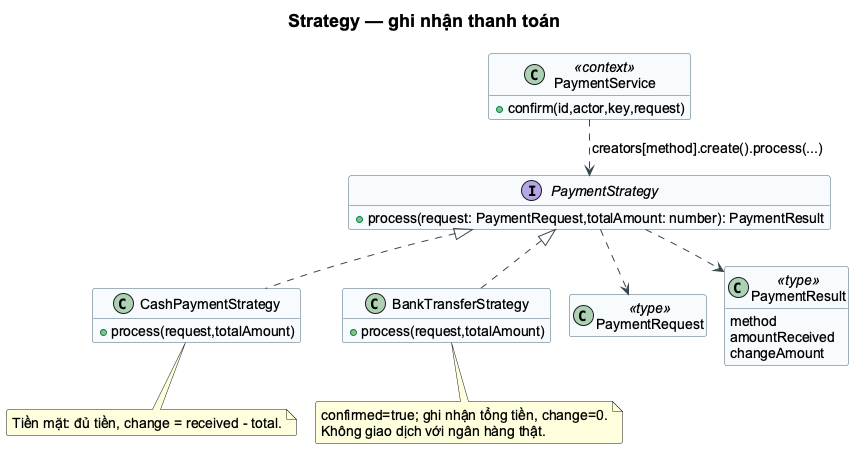 Strategy — ghi nhận thanh toán
«context»
C
PaymentService
confirm(id,actor,key,request)
creators[method].create().process(...)
I
PaymentStrategy
process(request: PaymentRequest,totalAmount: number): PaymentResult
C
CashPaymentStrategy
process(request,totalAmount)
C
BankTransferStrategy
process(request,totalAmount)
«type»
C
PaymentRequest
«type»
C
PaymentResult
method
amountReceived
changeAmount
Tiền mặt: đủ tiền, change = received - total.
confirmed=true; ghi nhận tổng tiền, change=0.
Không giao dịch với ngân hàng thật.